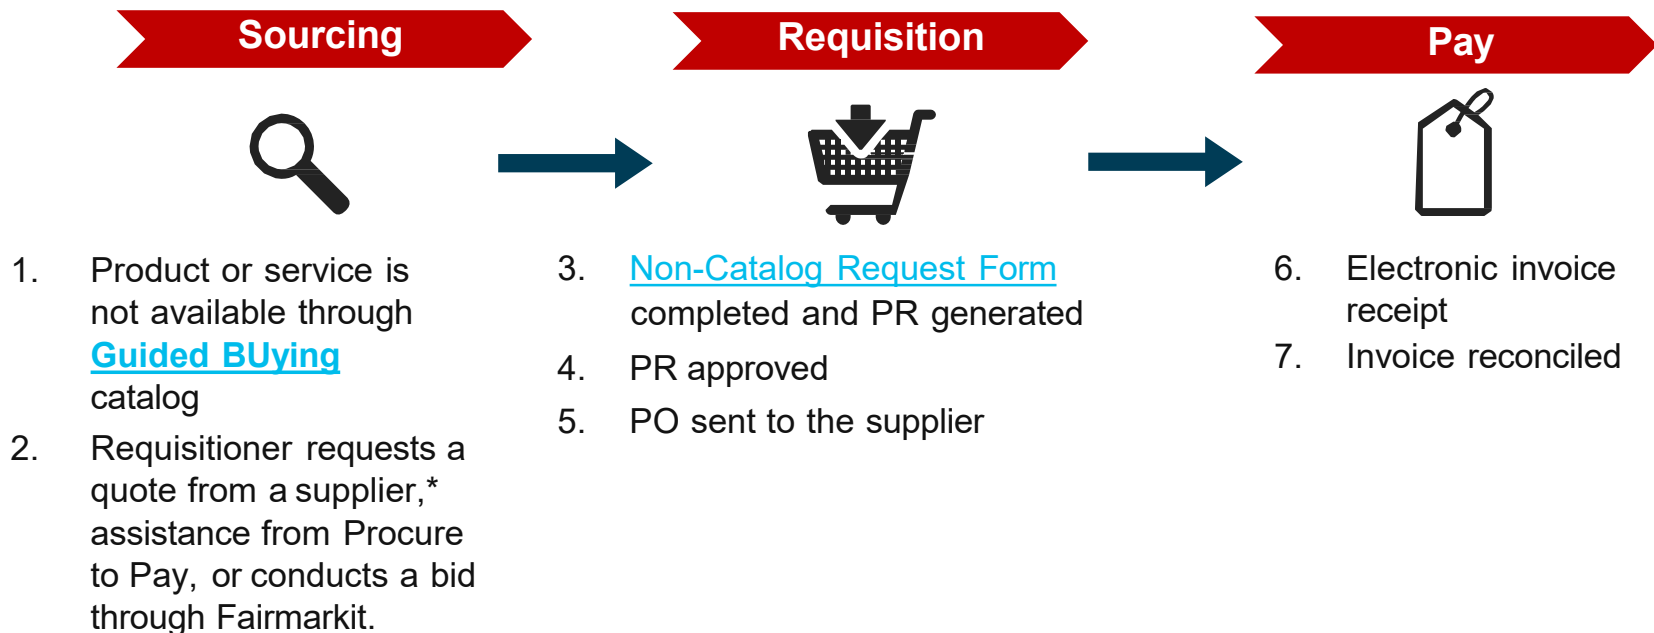 Sourcing
1. Product or service is
not available through
Guided BUying
catalog
2. Requisitioner requests a
quote from a supplier,*
assistance from Procure
to Pay, or conducts a bid
through Fairmarkit.
Requisition
3. Non-Catalog Request Form
completed and PR generated
4. PR approved
5. PO sent to the supplier
Pay
6. Electronic invoice
receipt
7. Invoice reconciled